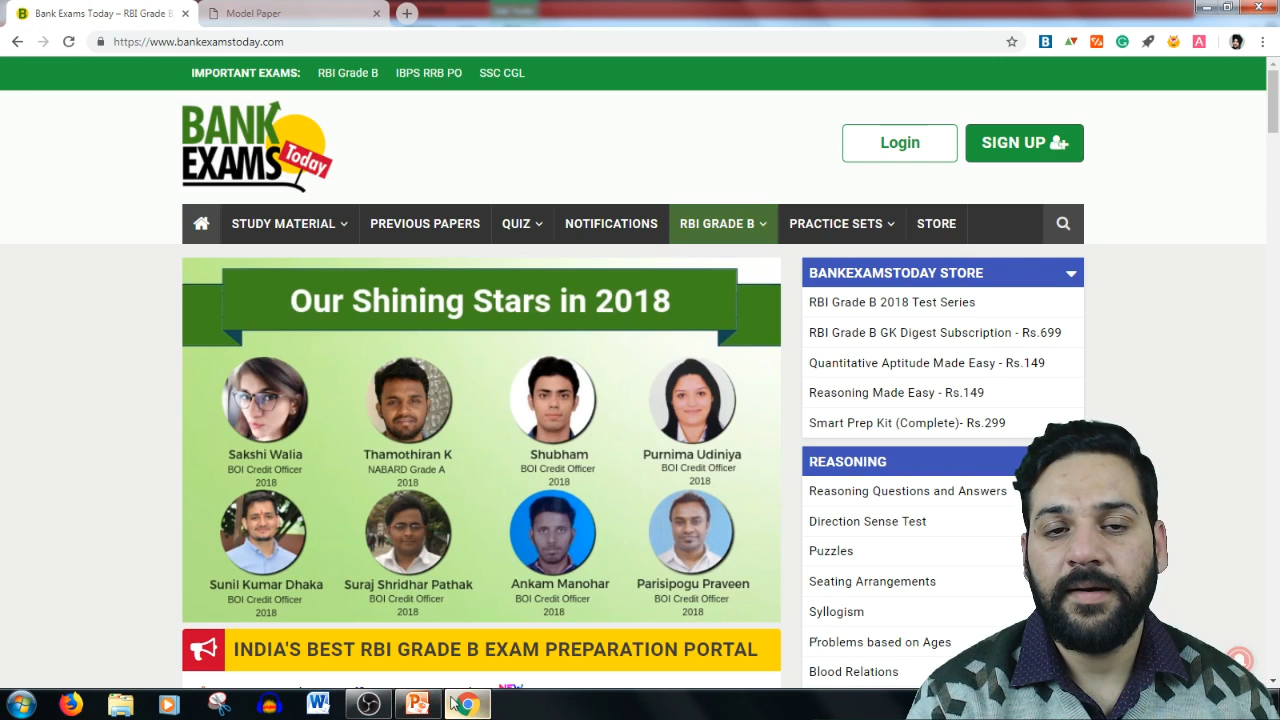 Bank Exams Today – RBI Grade B
Model Paper
https://www.bankexamstoday.com
IMPORTANT EXAMS: RBI Grade B IBPS RRB PO SSC CGL
BANK
EXAMS
Today
Login
SIGN UP
STUDY MATERIAL PREVIOUS PAPERS QUIZ NOTIFICATIONS RBI GRADE B PRACTICE SETS STORE
Our Shining Stars in 2018
Sakshi Walia
BOI Credit Officer
2018
Thamothiran K
NABARD Grade A
2018
Shubham
BOI Credit Officer
2018
Purnima Udiniya
BOI Credit Officer
2018
Sunil Kumar Dhaka
BOI Credit Officer
2018
Suraj Shridhar Pathak
BOI Credit Officer
2018
Ankam Manohar
BOI Credit Officer
2018
Parisipogu Praveen
BOI Credit Officer
2018
INDIA'S BEST RBI GRADE B EXAM PREPARATION PORTAL
NEW
BANKEXAMSTODAY STORE
RBI Grade B 2018 Test Series
RBI Grade B GK Digest Subscription - Rs.699
Quantitative Aptitude Made Easy - Rs.149
Reasoning Made Easy - Rs.149
Smart Prep Kit (Complete)- Rs.299
REASONING
Reasoning Questions and Answers
Direction Sense Test
Puzzles
Seating Arrangements
Syllogism
Problems based on Ages
Blood Relations